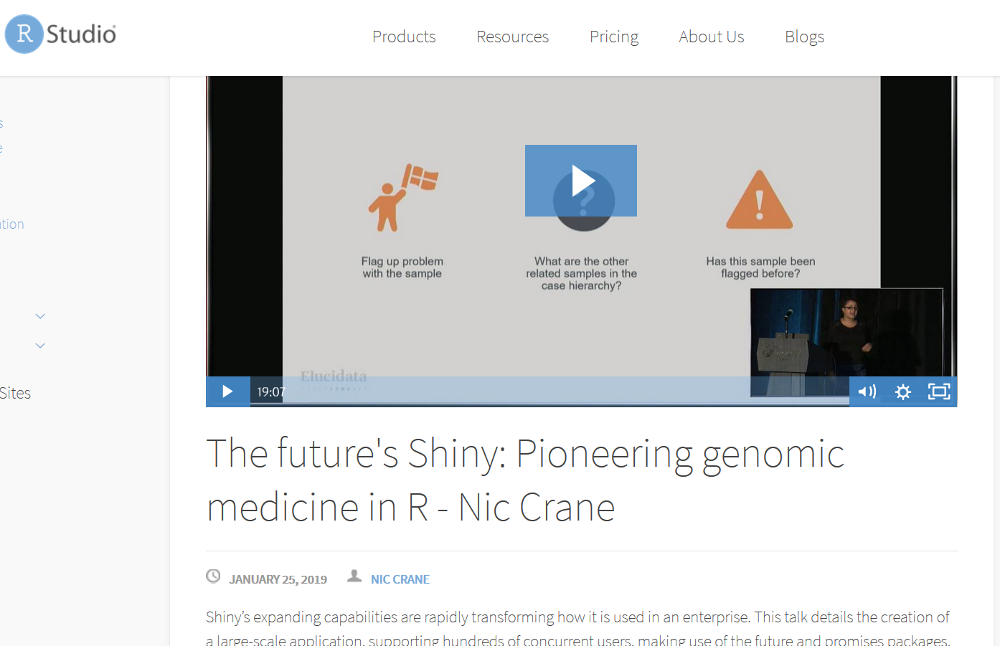 R Studio
Products Resources Pricing About Us Blogs
s
e
ation
Sites
?
Flag up problem
with the sample
What are the other
related samples in the
case hierarchy?
Has this sample been
flagged before?
Elucidata
19:07
The future's Shiny: Pioneering genomic
medicine in R - Nic Crane
JANUARY 25, 2019 NIC CRANE
Shiny’s expanding capabilities are rapidly transforming how it is used in an enterprise. This talk details the creation of
a large-scale application, supporting hundreds of concurrent users, making use of the future and promises packages.